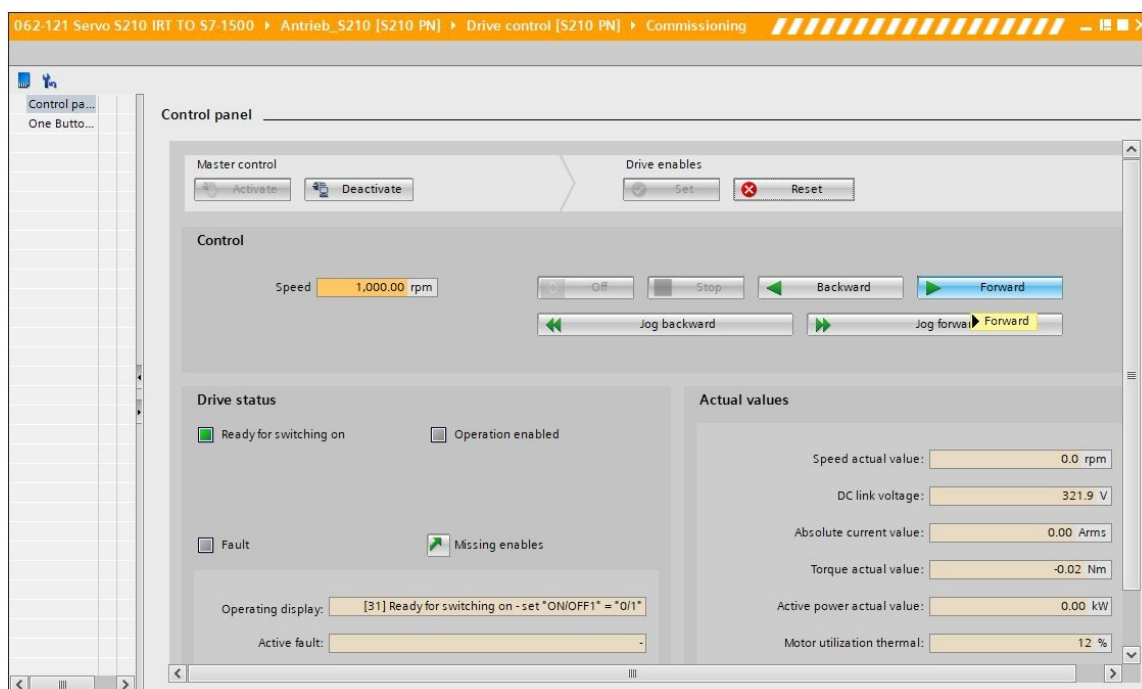 062-121 Servo S210 IRT TO S7-1500 ▸ Antrieb_S210 [S210 PN] ▸ Drive control [S210 PN] ▸ Commissioning
Control pa...
One Butto...
Control panel
Master control
Drive enables
Activate
Deactivate
Set
Reset
Control
Speed 1,000.00 rpm
Off
Stop
Backward
Forward
Jog backward
Jog forwar
Forward
Drive status
Ready for switching on
Operation enabled
Fault
Missing enables
Operating display: [31] Ready for switching on - set "ON/OFF1" = "0/1"
Active fault: -
Actual values
Speed actual value: 0.0 rpm
DC link voltage: 321.9 V
Absolute current value: 0.00 Arms
Torque actual value: -0.02 Nm
Active power actual value: 0.00 kW
Motor utilization thermal: 12 %